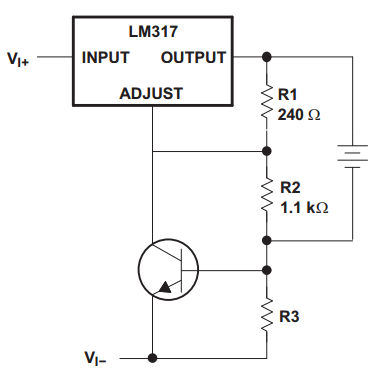 LM317
VI+
INPUT
OUTPUT
ADJUST
R1
240 Ω
R2
1.1 kΩ
R3
VI−